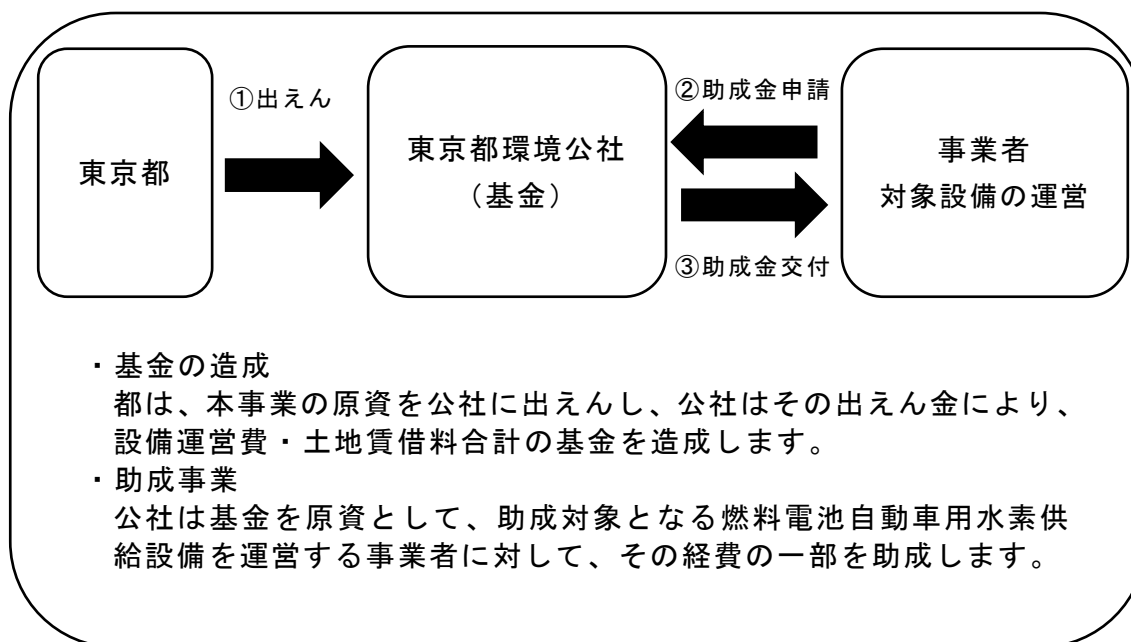 東京都
①出えん
東京都環境公社
（基金）
②助成金申請
③助成金交付
事業者
対象設備の運営
・基金の造成
都は、本事業の原資を公社に出えんし、公社はその出えん金により、
設備運営費・土地賃借料合計の基金を造成します。
・助成事業
公社は基金を原資として、助成対象となる燃料電池自動車用水素供
給設備を運営する事業者に対して、その経費の一部を助成します。